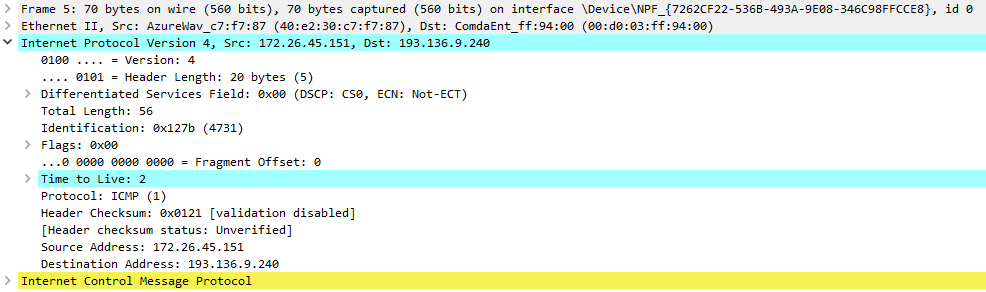 Frame 5: 70 bytes on wire (560 bits), 70 bytes captured (560 bits) on interface \Device\NPF_{7262CF22-536B-493A-9E08-346C98FFCCE8}, id 0
Ethernet II, Src: AzureWav_c7:f7:87 (40:e2:30:c7:f7:87), Dst: ComdaEnt_ff:94:00 (00:d0:03:ff:94:00)
Internet Protocol Version 4, Src: 172.26.45.151, Dst: 193.136.9.240
0100 .... = Version: 4
.... 0101 = Header Length: 20 bytes (5)
Differentiated Services Field: 0x00 (DSCP: CS0, ECN: Not-ECT)
Total Length: 56
Identification: 0x127b (4731)
Flags: 0x00
...0 0000 0000 0000 = Fragment Offset: 0
Time to Live: 2
Protocol: ICMP (1)
Header Checksum: 0x0121 [validation disabled]
[Header checksum status: Unverified]
Source Address: 172.26.45.151
Destination Address: 193.136.9.240
Internet Control Message Protocol